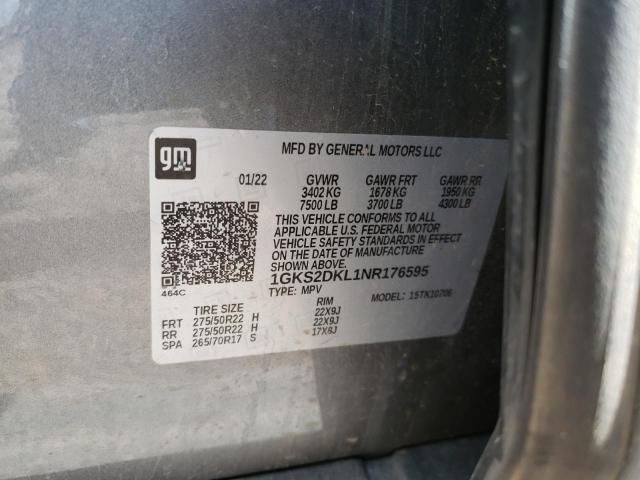 gm
MFD BY GENERAL MOTORS LLC
01/22 GVWR GAWR FRT GAWR RR
3402 KG 1678 KG 1950 KG
7500 LB 3700 LB 4300 LB
THIS VEHICLE CONFORMS TO ALL
APPLICABLE U.S. FEDERAL MOTOR
VEHICLE SAFETY STANDARDS IN EFFECT
ON THE DATE OF MANUFACTURE
SHOWN ABOVE.
1GKS2DKL1NR176595
464C TYPE: MPV MODEL: 15TK10706
TIRE SIZE RIM
FRT 275/50R22 H 22X9J
RR 275/50R22 H 22X9J
SPA 265/70R17 S 17X8J